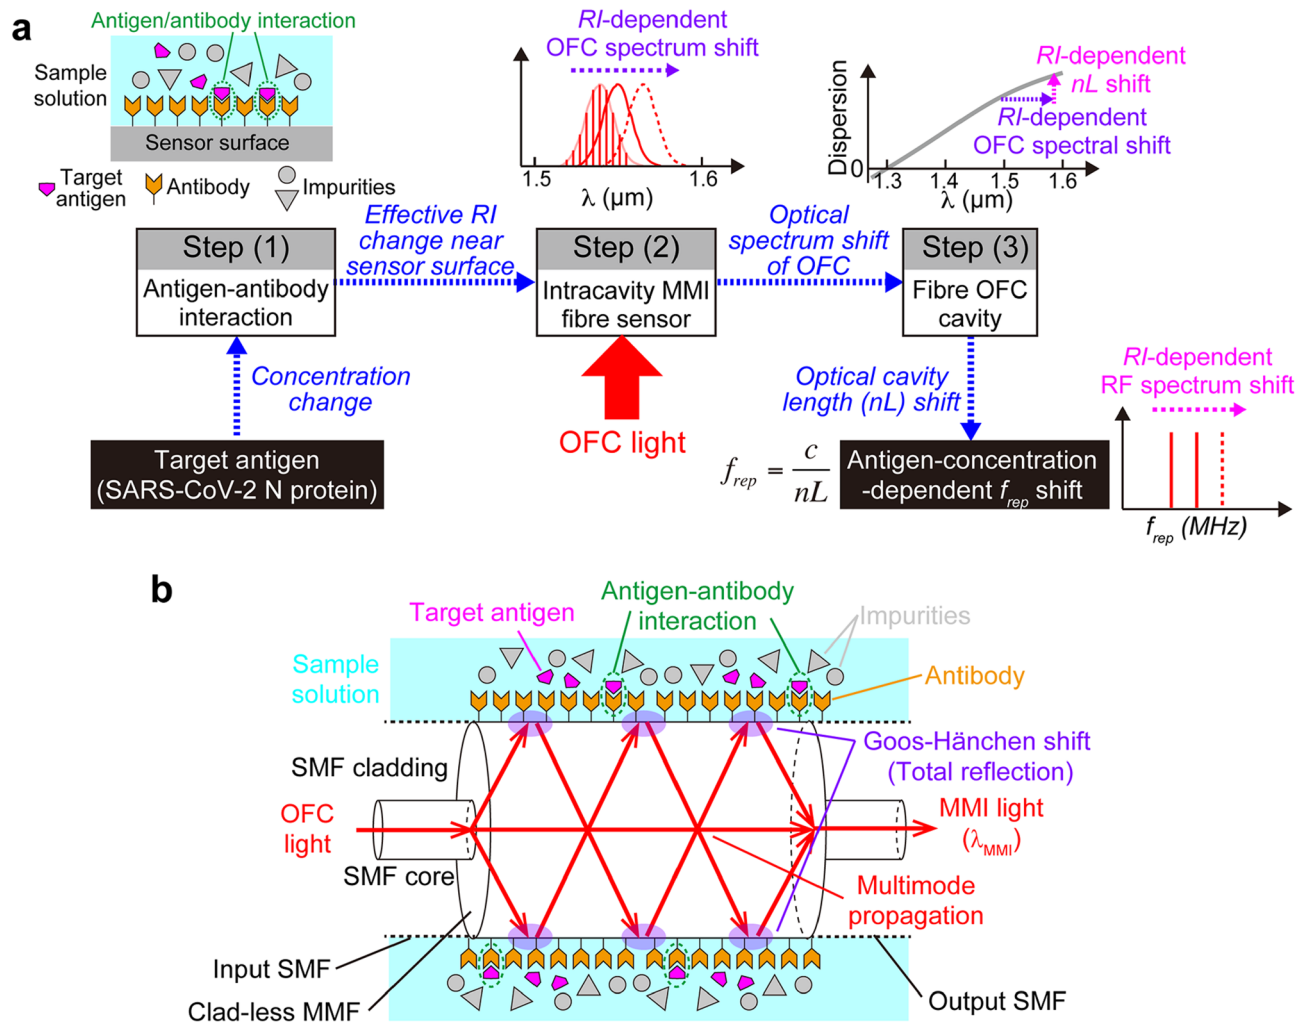 a
Antigen/antibody interaction
Sample
solution
Sensor surface
Target
antigen
Antibody
Impurities
RI-dependent
OFC spectrum shift
1.5
1.6
λ (µm)
Dispersion
0
RI-dependent
nL shift
RI-dependent
OFC spectral shift
1.3
1.4
1.5
1.6
λ (µm)
Step (1)
Antigen-antibody
interaction
Effective RI
change near
sensor surface
Step (2)
Intracavity MMI
fibre sensor
Optical
spectrum shift
of OFC
Step (3)
Fibre OFC
cavity
Concentration
change
OFC light
Optical cavity
length (nL) shift
Target antigen
(SARS-CoV-2 N protein)
f_rep = c/nL
Antigen-concentration
-dependent f_rep shift
RI-dependent
RF spectrum shift
f_rep (MHz)
b
Target antigen
Antigen-antibody
interaction
Impurities
Sample
solution
Antibody
SMF cladding
Goos-Hänchen shift
(Total reflection)
OFC
light
MMI light
(λ_MMI)
SMF core
Multimode
propagation
Input SMF
Clad-less MMF
Output SMF